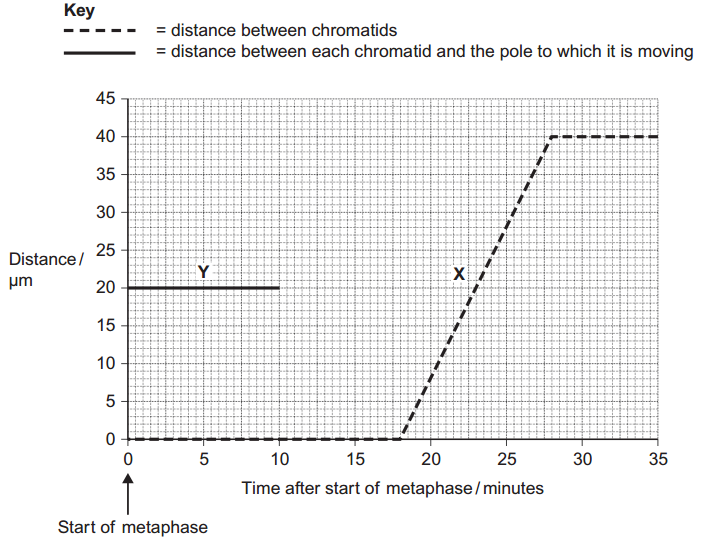 Key
= distance between chromatids
= distance between each chromatid and the pole to which it is moving
45
40
35
30
25
20
15
10
5
0
Distance /
μm
Y
X
0 5 10 15 20 25 30 35
Time after start of metaphase / minutes
Start of metaphase